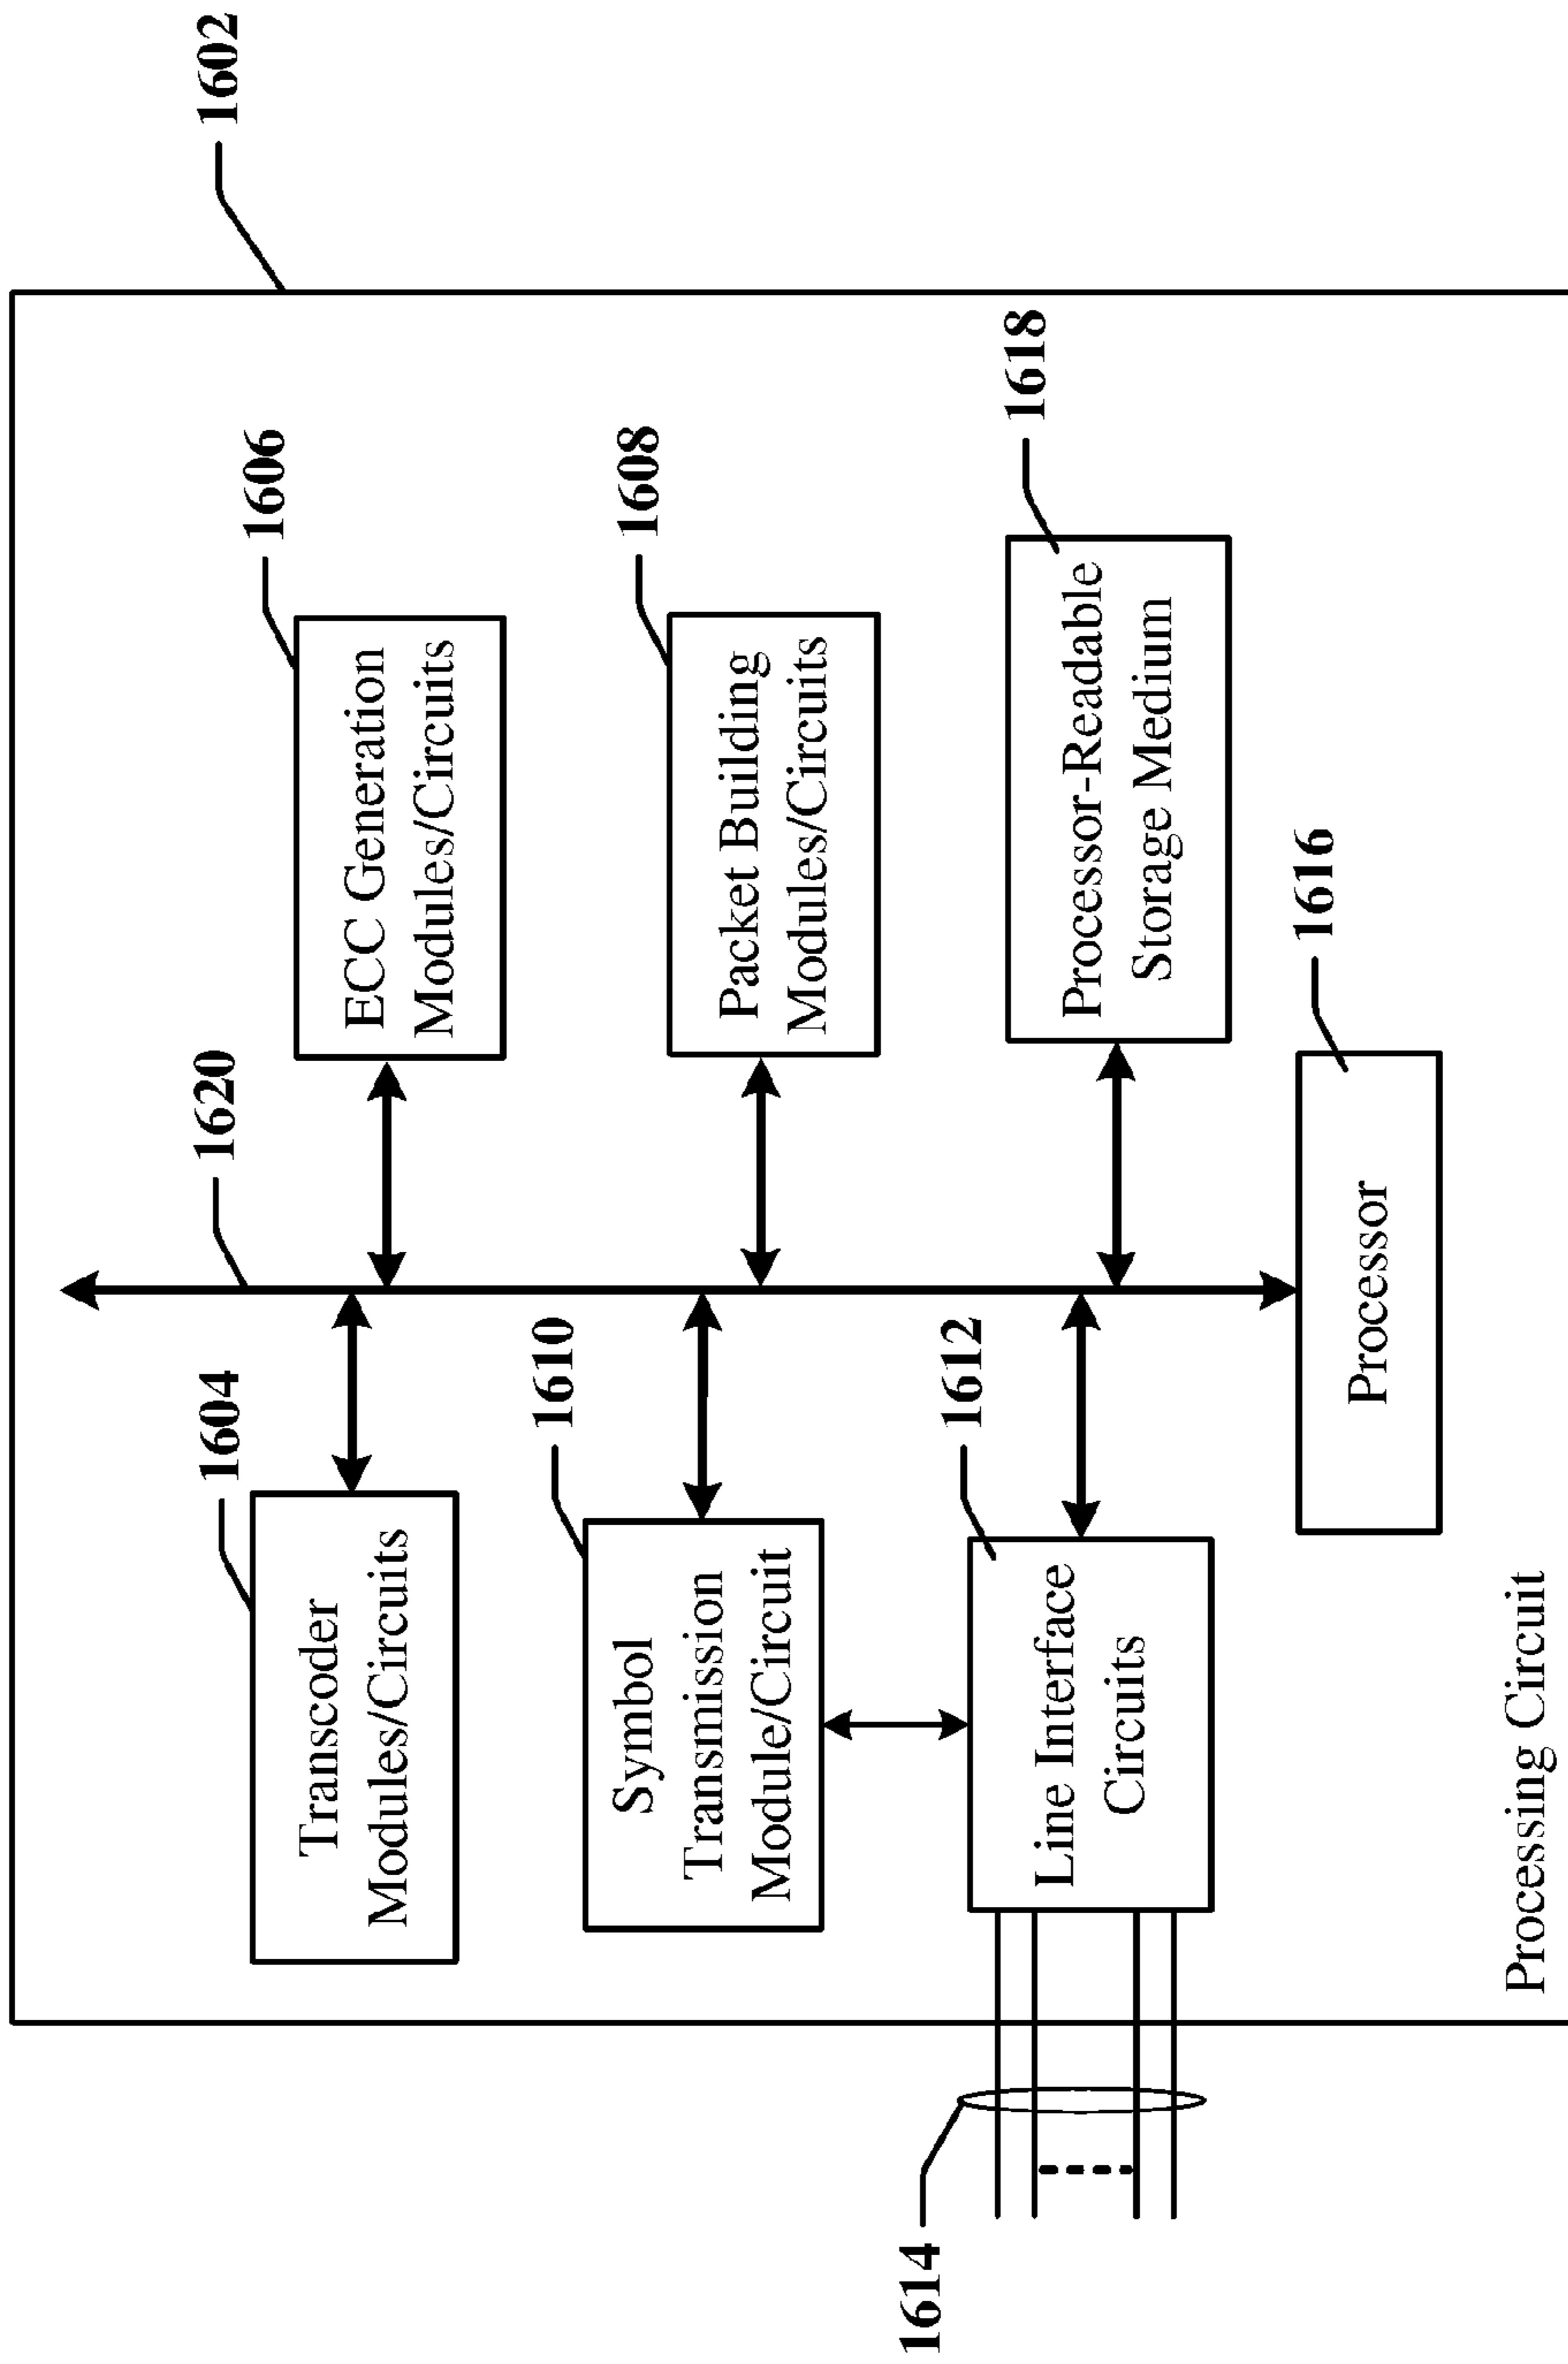 1602
1620
1604
1606
Transcoder
Modules/Circuits
ECC Generation
Modules/Circuits
1610
1608
Symbol
Transmission
Module/Circuit
Packet Building
Modules/Circuits
1614
1612
1618
Line Interface
Circuits
Processor-Readable
Storage Medium
1616
Processor
Processing Circuit